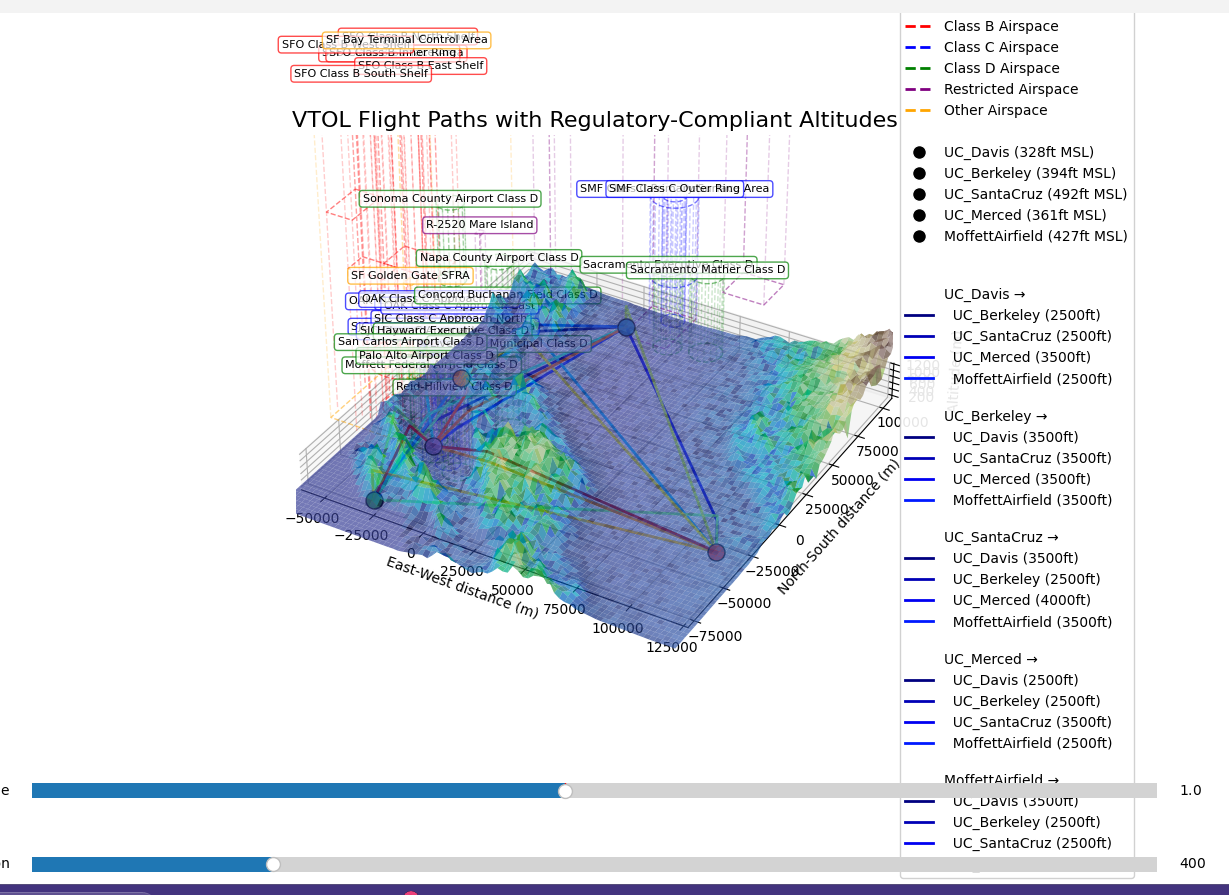 Class B Airspace
Class C Airspace
Class D Airspace
Restricted Airspace
Other Airspace
UC_Davis (328ft MSL)
UC_Berkeley (394ft MSL)
UC_SantaCruz (492ft MSL)
UC_Merced (361ft MSL)
MoffettAirfield (427ft MSL)
UC_Davis →
UC_Berkeley (2500ft)
UC_SantaCruz (2500ft)
UC_Merced (3500ft)
MoffettAirfield (2500ft)
UC_Berkeley →
UC_Davis (3500ft)
UC_SantaCruz (3500ft)
UC_Merced (3500ft)
MoffettAirfield (3500ft)
UC_SantaCruz →
UC_Davis (3500ft)
UC_Berkeley (2500ft)
UC_Merced (4000ft)
MoffettAirfield (3500ft)
UC_Merced →
UC_Davis (2500ft)
UC_Berkeley (2500ft)
UC_SantaCruz (3500ft)
MoffettAirfield (2500ft)
MoffettAirfield →
UC_Davis (3500ft)
UC_Berkeley (2500ft)
UC_SantaCruz (2500ft)
SF Bay Terminal Control Area
SFO Class B West Shelf
SFO Class B Inner Ring
SFO Class B East Shelf
SFO Class B South Shelf
VTOL Flight Paths with Regulatory-Compliant Altitudes
SMF
SMF Class C Outer Ring Area
Sonoma County Airport Class D
R-2520 Mare Island
Napa County Airport Class D
Sacramento Executive Class D
Sacramento Mather Class D
SF Golden Gate SFRA
OAK Class
Concord Buchanan Field Class D
SJC Class C Approach North
Hayward Executive Class D
San Carlos Airport Class D
Municipal Class D
Palo Alto Airport Class D
Moffett Federal Airfield Class D
Reid-Hillview Class D
−50000
−25000
0
25000
50000
75000
100000
125000
East-West distance (m)
−75000
−50000
−25000
0
25000
50000
75000
100000
North-South distance (m)
200
1.0
400